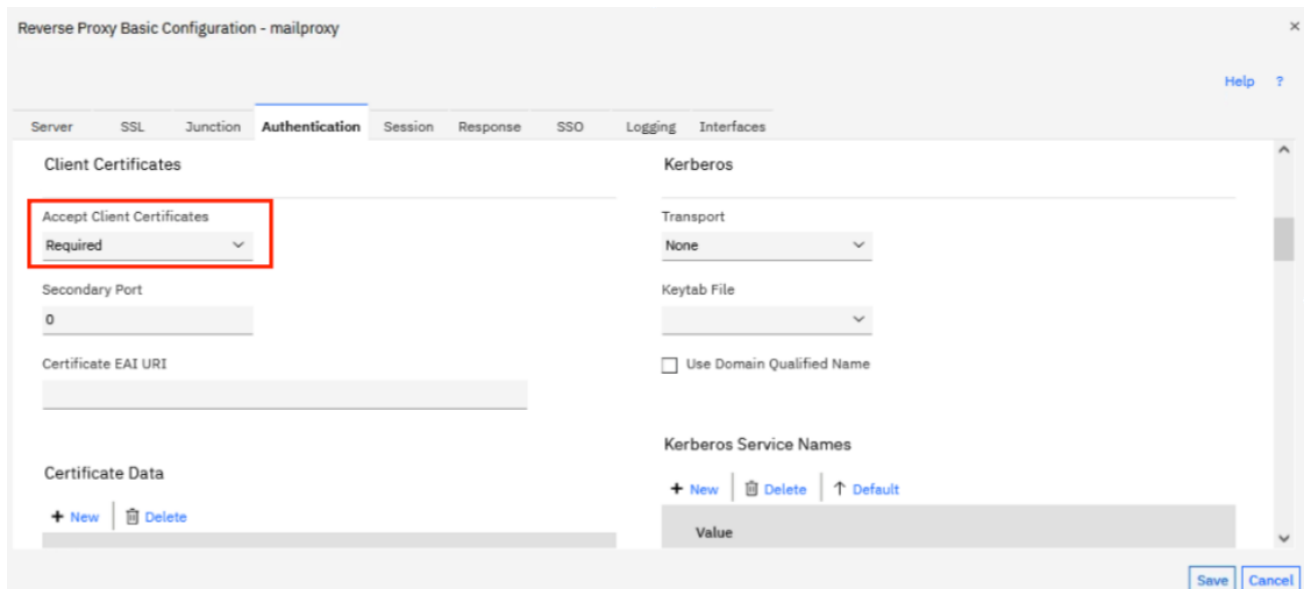 Reverse Proxy Basic Configuration - mailproxy ×
Help ?
Server SSL Junction Authentication Session Response SSO Logging Interfaces
Client Certificates
Accept Client Certificates
Required
Secondary Port
0
Certificate EAI URI
Certificate Data
+ New Delete
Kerberos
Transport
None
Keytab File
Use Domain Qualified Name
Kerberos Service Names
+ New Delete ↑ Default
Value
Save Cancel